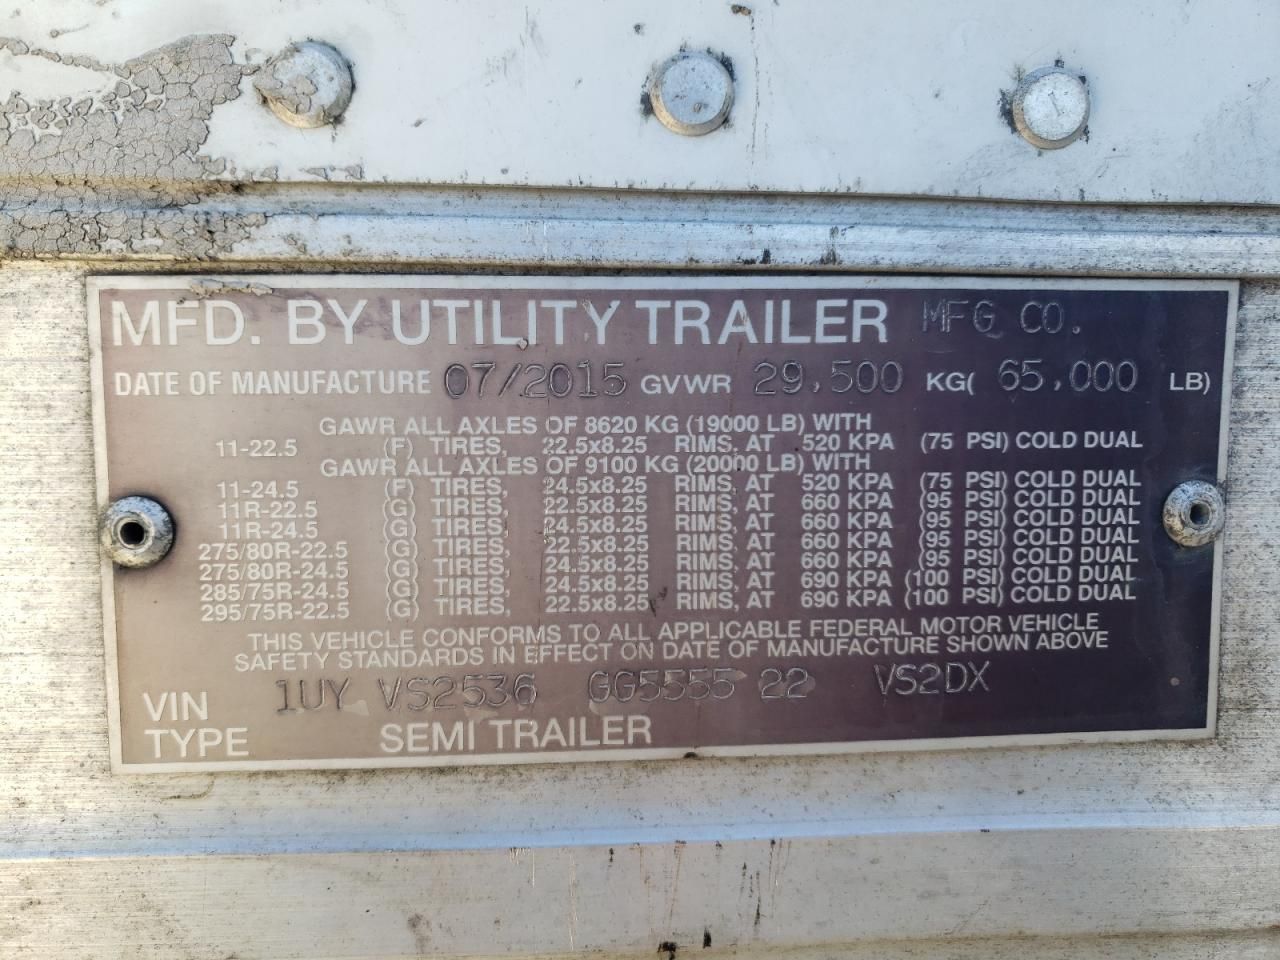 MFD. BY UTILITY TRAILER MFG CO.
DATE OF MANUFACTURE 07/2015 GVWR 29,500 KG( 65,000 LB)
GAWR ALL AXLES OF 8620 KG (19000 LB) WITH
11-22.5 (F) TIRES, 22.5x8.25 RIMS, AT 520 KPA (75 PSI) COLD DUAL
GAWR ALL AXLES OF 9100 KG (20000 LB) WITH
11-24.5 (F) TIRES, 24.5x8.25 RIMS, AT 520 KPA (75 PSI) COLD DUAL
11R-22.5 (G) TIRES, 22.5x8.25 RIMS, AT 660 KPA (95 PSI) COLD DUAL
11R-24.5 (G) TIRES, 24.5x8.25 RIMS, AT 660 KPA (95 PSI) COLD DUAL
275/80R-22.5 (G) TIRES, 22.5x8.25 RIMS, AT 660 KPA (95 PSI) COLD DUAL
275/80R-24.5 (G) TIRES, 24.5x8.25 RIMS, AT 660 KPA (95 PSI) COLD DUAL
285/75R-24.5 (G) TIRES, 24.5x8.25 RIMS, AT 690 KPA (100 PSI) COLD DUAL
295/75R-22.5 (G) TIRES, 22.5x8.25 RIMS, AT 690 KPA (100 PSI) COLD DUAL
THIS VEHICLE CONFORMS TO ALL APPLICABLE FEDERAL MOTOR VEHICLE
SAFETY STANDARDS IN EFFECT ON DATE OF MANUFACTURE SHOWN ABOVE
VIN 1UY VS2536 GG5555 22 VS2DX
TYPE SEMI TRAILER